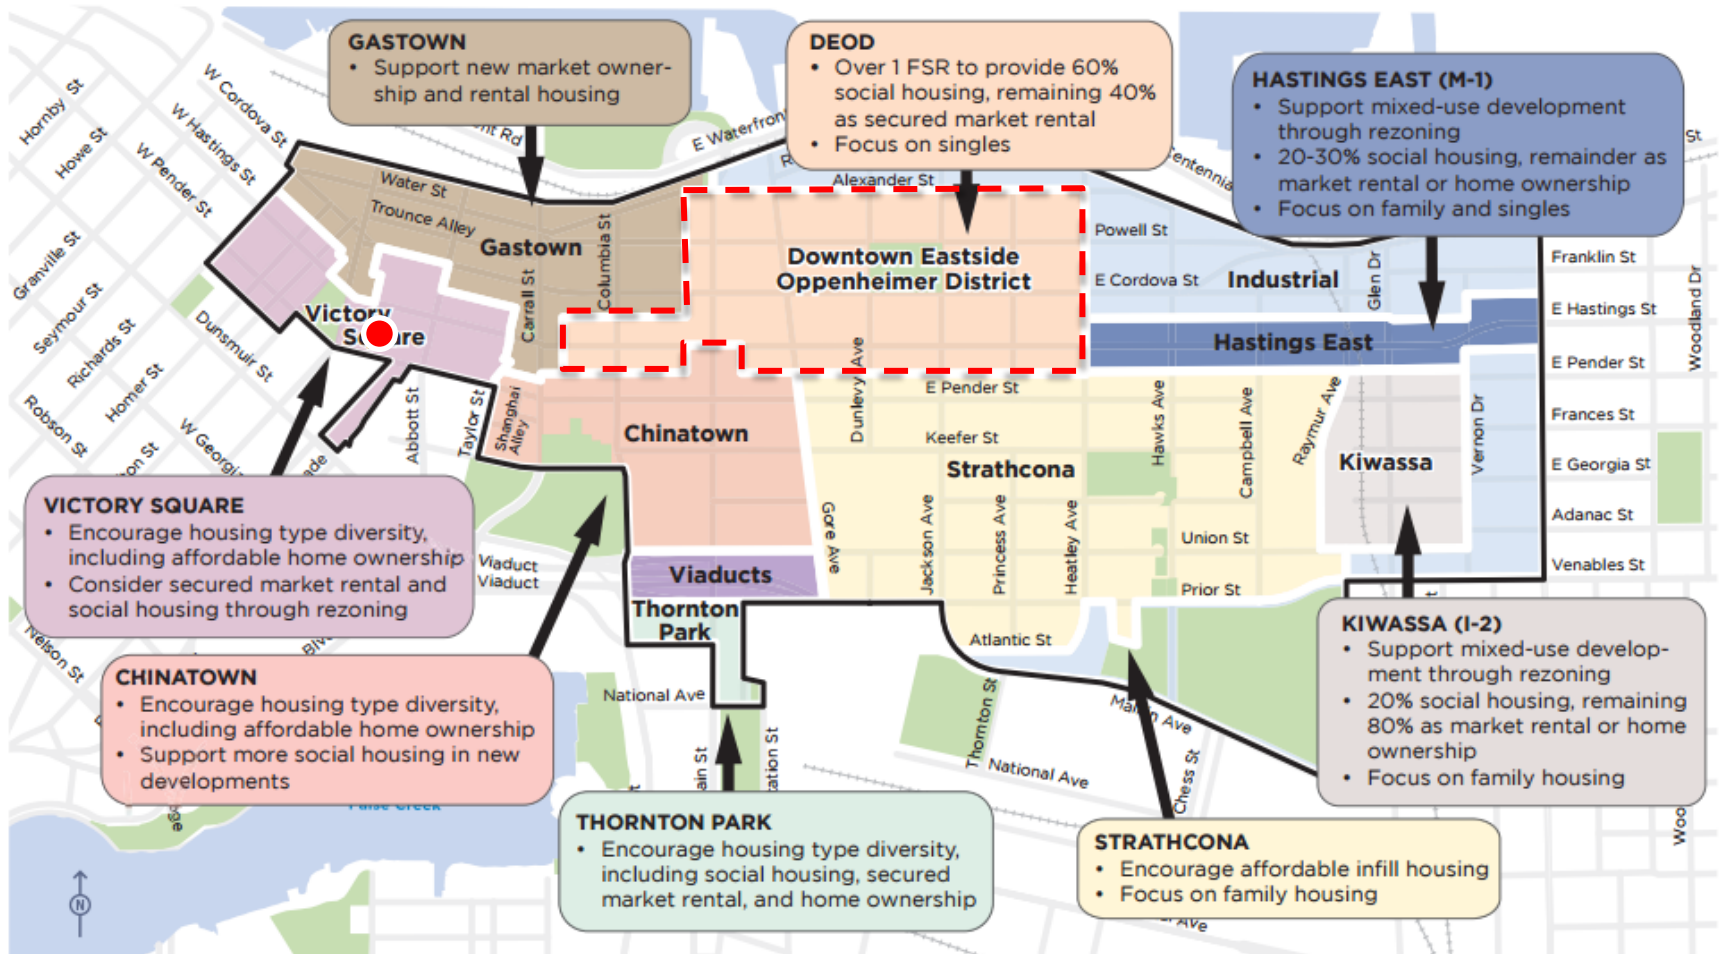 GASTOWN
• Support new market owner-
ship and rental housing
DEOD
• Over 1 FSR to provide 60%
social housing, remaining 40%
as secured market rental
• Focus on singles
HASTINGS EAST (M-1)
• Support mixed-use development
through rezoning
• 20-30% social housing, remainder as
market rental or home ownership
• Focus on family and singles
Hornby St
Howe St
W Cordova St
W Hastings St
W Pender St
Granville St
Seymour St
Richards St
Homer St
Robson St
Dunsmuir St
Nelson St
Rd
St
Water St
Trounce Alley
Gastown
Carrall St
Columbia St
Alexander St
Downtown Eastside
Oppenheimer District
Powell St
E Cordova St
Industrial
Glen Dr
Franklin St
E Hastings St
Woodland Dr
Victory
Hastings East
E Pender St
Abbott St
Taylor St
Shanghai
Alley
Chinatown
Dunlevy Ave
E Pender St
Keefer St
Strathcona
Hawks Ave
Campbell Ave
Raymur Ave
Kiwassa
Vernon Dr
Frances St
E Georgia St
Adanac St
Venables St
Gore Ave
Jackson Ave
Princess Ave
Heatley Ave
Union St
Prior St
Atlantic St
Viaduct
Viaduct
Viaducts
Thornton
Park
National Ave
Thornton St
National Ave
Chess St
VICTORY SQUARE
• Encourage housing type diversity,
including affordable home ownership
• Consider secured market rental and
social housing through rezoning
CHINATOWN
• Encourage housing type diversity,
including affordable home ownership
• Support more social housing in new
developments
THORNTON PARK
• Encourage housing type diversity,
including social housing, secured
market rental, and home ownership
STRATHCONA
• Encourage affordable infill housing
• Focus on family housing
KIWASSA (I-2)
• Support mixed-use develop-
ment through rezoning
• 20% social housing, remaining
80% as market rental or home
ownership
• Focus on family housing
N